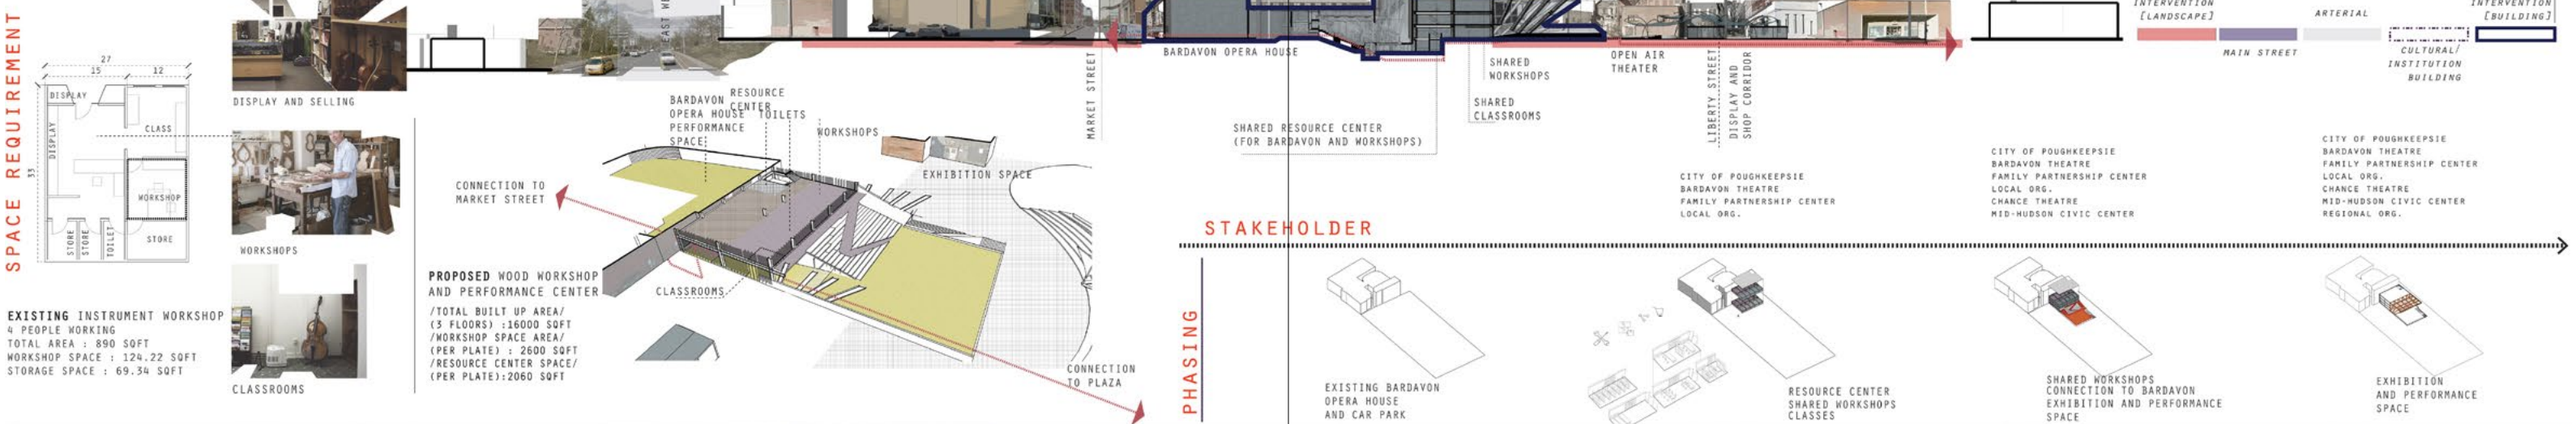 SPACE REQUIREMENT
27
15 12
33
DISPLAY
DISPLAY
CLASS
WORKSHOP
STORE
STORE
TOILET
STORE
EXISTING INSTRUMENT WORKSHOP
4 PEOPLE WORKING
TOTAL AREA : 890 SQFT
WORKSHOP SPACE : 124.22 SQFT
STORAGE SPACE : 69.34 SQFT
DISPLAY AND SELLING
WORKSHOPS
CLASSROOMS
BARDAVON
OPERA HOUSE
PERFORMANCE
SPACE
RESOURCE
CENTER
TOILETS
WORKSHOPS
EXHIBITION SPACE
CONNECTION TO
MARKET STREET
CLASSROOMS
PROPOSED WOOD WORKSHOP
AND PERFORMANCE CENTER
/TOTAL BUILT UP AREA/
(3 FLOORS) :16000 SQFT
/WORKSHOP SPACE AREA/
(PER PLATE) : 2600 SQFT
/RESOURCE CENTER SPACE/
(PER PLATE):2060 SQFT
CONNECTION
TO PLAZA
MARKET STREET
BARDAVON OPERA HOUSE
SHARED RESOURCE CENTER
(FOR BARDAVON AND WORKSHOPS)
SHARED
WORKSHOPS
SHARED
CLASSROOMS
OPEN AIR
THEATER
LIBERTY STREET
DISPLAY AND
SHOP CORRIDOR
INTERVENTION
[LANDSCAPE]
MAIN STREET
ARTERIAL
CULTURAL/
INSTITUTION
BUILDING
INTERVENTION
[BUILDING]
CITY OF POUGHKEEPSIE
BARDAVON THEATRE
FAMILY PARTNERSHIP CENTER
LOCAL ORG.
CITY OF POUGHKEEPSIE
BARDAVON THEATRE
FAMILY PARTNERSHIP CENTER
LOCAL ORG.
CHANCE THEATRE
MID-HUDSON CIVIC CENTER
CITY OF POUGHKEEPSIE
BARDAVON THEATRE
FAMILY PARTNERSHIP CENTER
LOCAL ORG.
CHANCE THEATRE
MID-HUDSON CIVIC CENTER
REGIONAL ORG.
STAKEHOLDER
PHASING
EXISTING BARDAVON
OPERA HOUSE
AND CAR PARK
RESOURCE CENTER
SHARED WORKSHOPS
CLASSES
SHARED WORKSHOPS
CONNECTION TO BARDAVON
EXHIBITION AND PERFORMANCE
SPACE
EXHIBITION
AND PERFORMANCE
SPACE